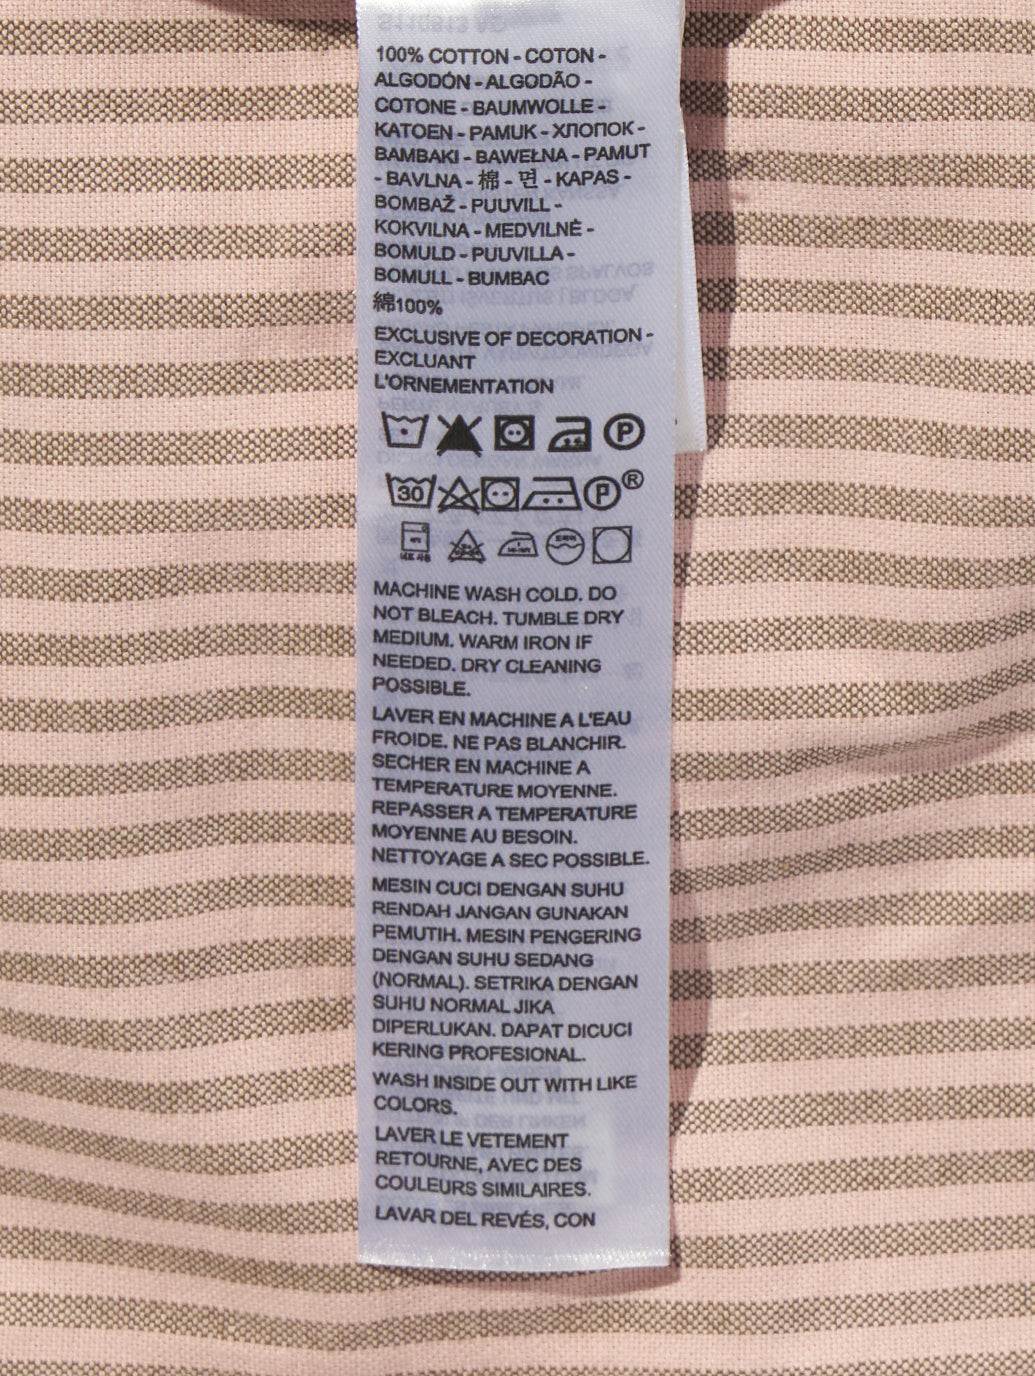 100% COTTON - COTON -
ALGODÓN - ALGODÃO -
COTONE - BAUMWOLLE -
KATOEN - PAMUK - ХЛОПОК -
BAMBAKI - BAWEŁNA - PAMUT
- BAVLNA - 棉 - 면 - KAPAS -
BOMBAŽ - PUUVILL -
KOKVILNA - MEDVILNĖ -
BOMULD - PUUVILLA -
BOMULL - BUMBAC
綿100%
EXCLUSIVE OF DECORATION -
EXCLUANT
L'ORNEMENTATION
P
30 P ®
MACHINE WASH COLD. DO
NOT BLEACH. TUMBLE DRY
MEDIUM. WARM IRON IF
NEEDED. DRY CLEANING
POSSIBLE.
LAVER EN MACHINE A L'EAU
FROIDE. NE PAS BLANCHIR.
SECHER EN MACHINE A
TEMPERATURE MOYENNE.
REPASSER A TEMPERATURE
MOYENNE AU BESOIN.
NETTOYAGE A SEC POSSIBLE.
MESIN CUCI DENGAN SUHU
RENDAH JANGAN GUNAKAN
PEMUTIH. MESIN PENGERING
DENGAN SUHU SEDANG
(NORMAL). SETRIKA DENGAN
SUHU NORMAL JIKA
DIPERLUKAN. DAPAT DICUCI
KERING PROFESIONAL.
WASH INSIDE OUT WITH LIKE
COLORS.
LAVER LE VETEMENT
RETOURNE, AVEC DES
COULEURS SIMILAIRES.
LAVAR DEL REVÉS, CON